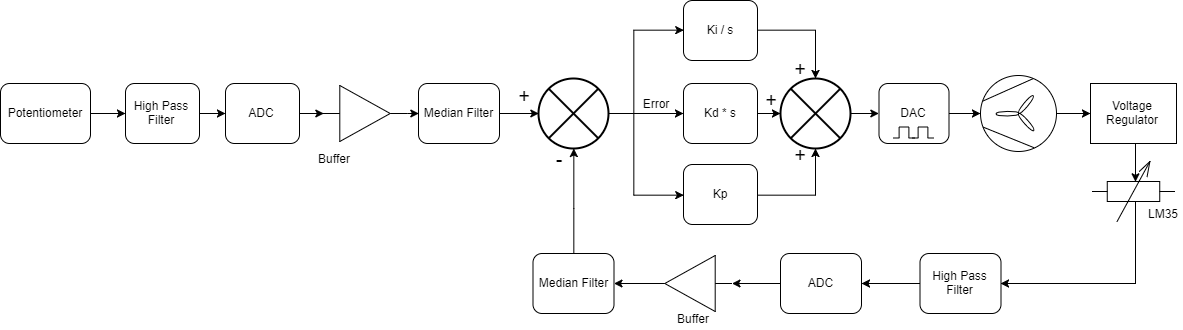 Ki / s
Potentiometer
High Pass
Filter
ADC
Buffer
Median Filter
+
-
Error
Kd * s
Kp
+
+
+
DAC
Voltage
Regulator
LM35
Median Filter
Buffer
ADC
High Pass
Filter